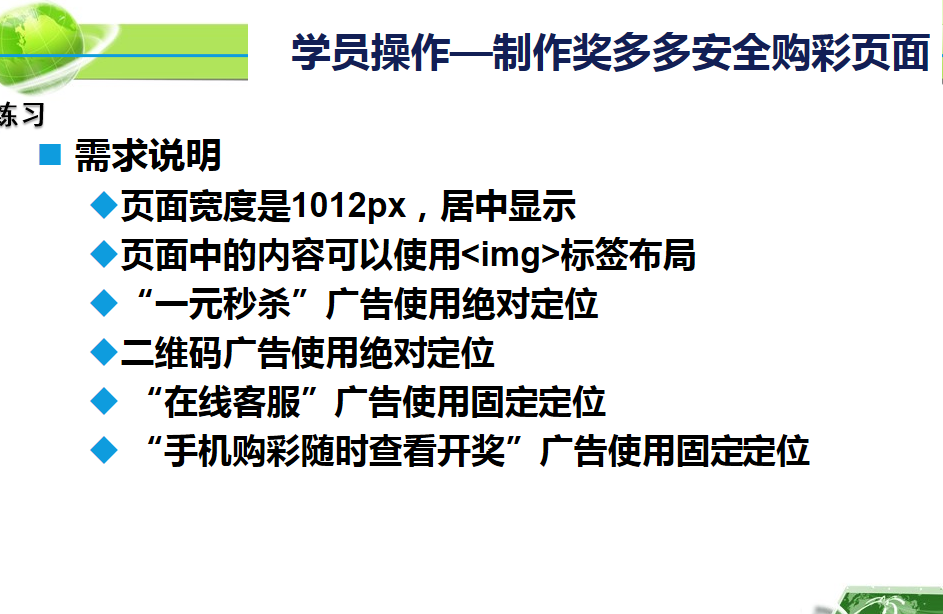 学员操作—制作奖多多安全购彩页面
练习
需求说明
页面宽度是1012px，居中显示
页面中的内容可以使用<img>标签布局
“一元秒杀”广告使用绝对定位
二维码广告使用绝对定位
“在线客服”广告使用固定定位
“手机购彩随时查看开奖”广告使用固定定位